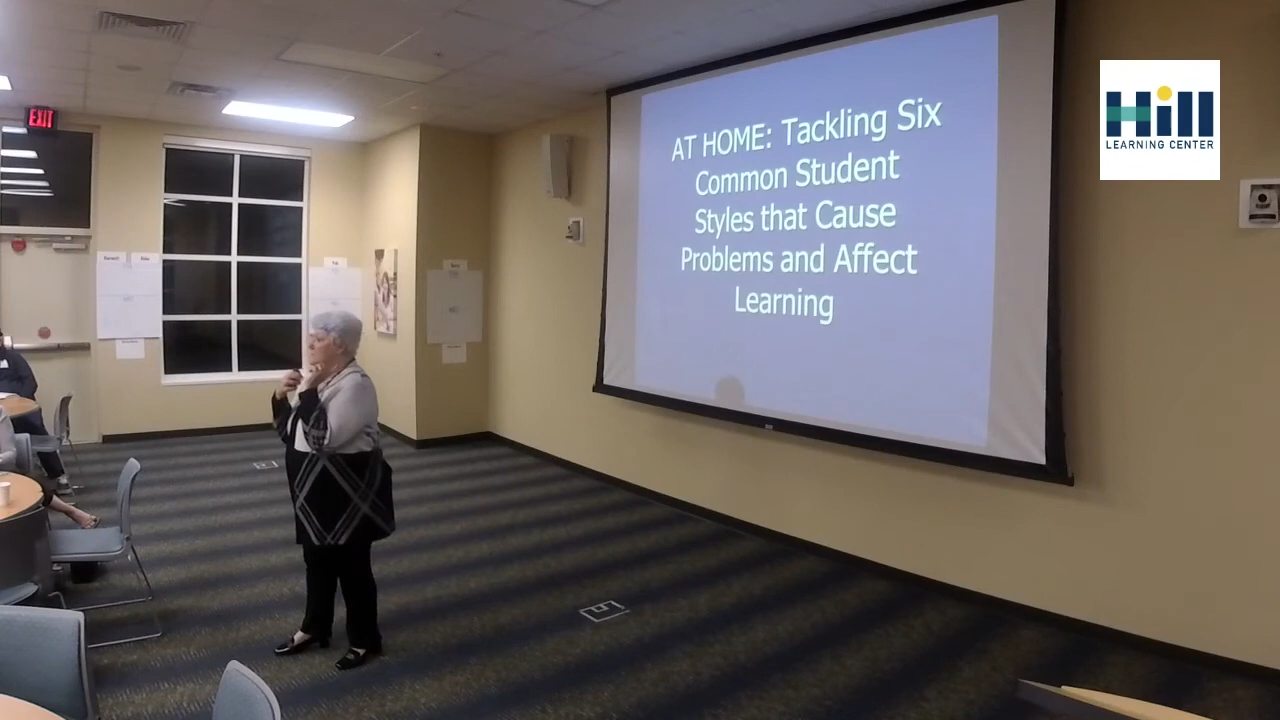 EXIT
AT HOME: Tackling Six
Common Student
Styles that Cause
Problems and Affect
Learning
Hill
LEARNING CENTER